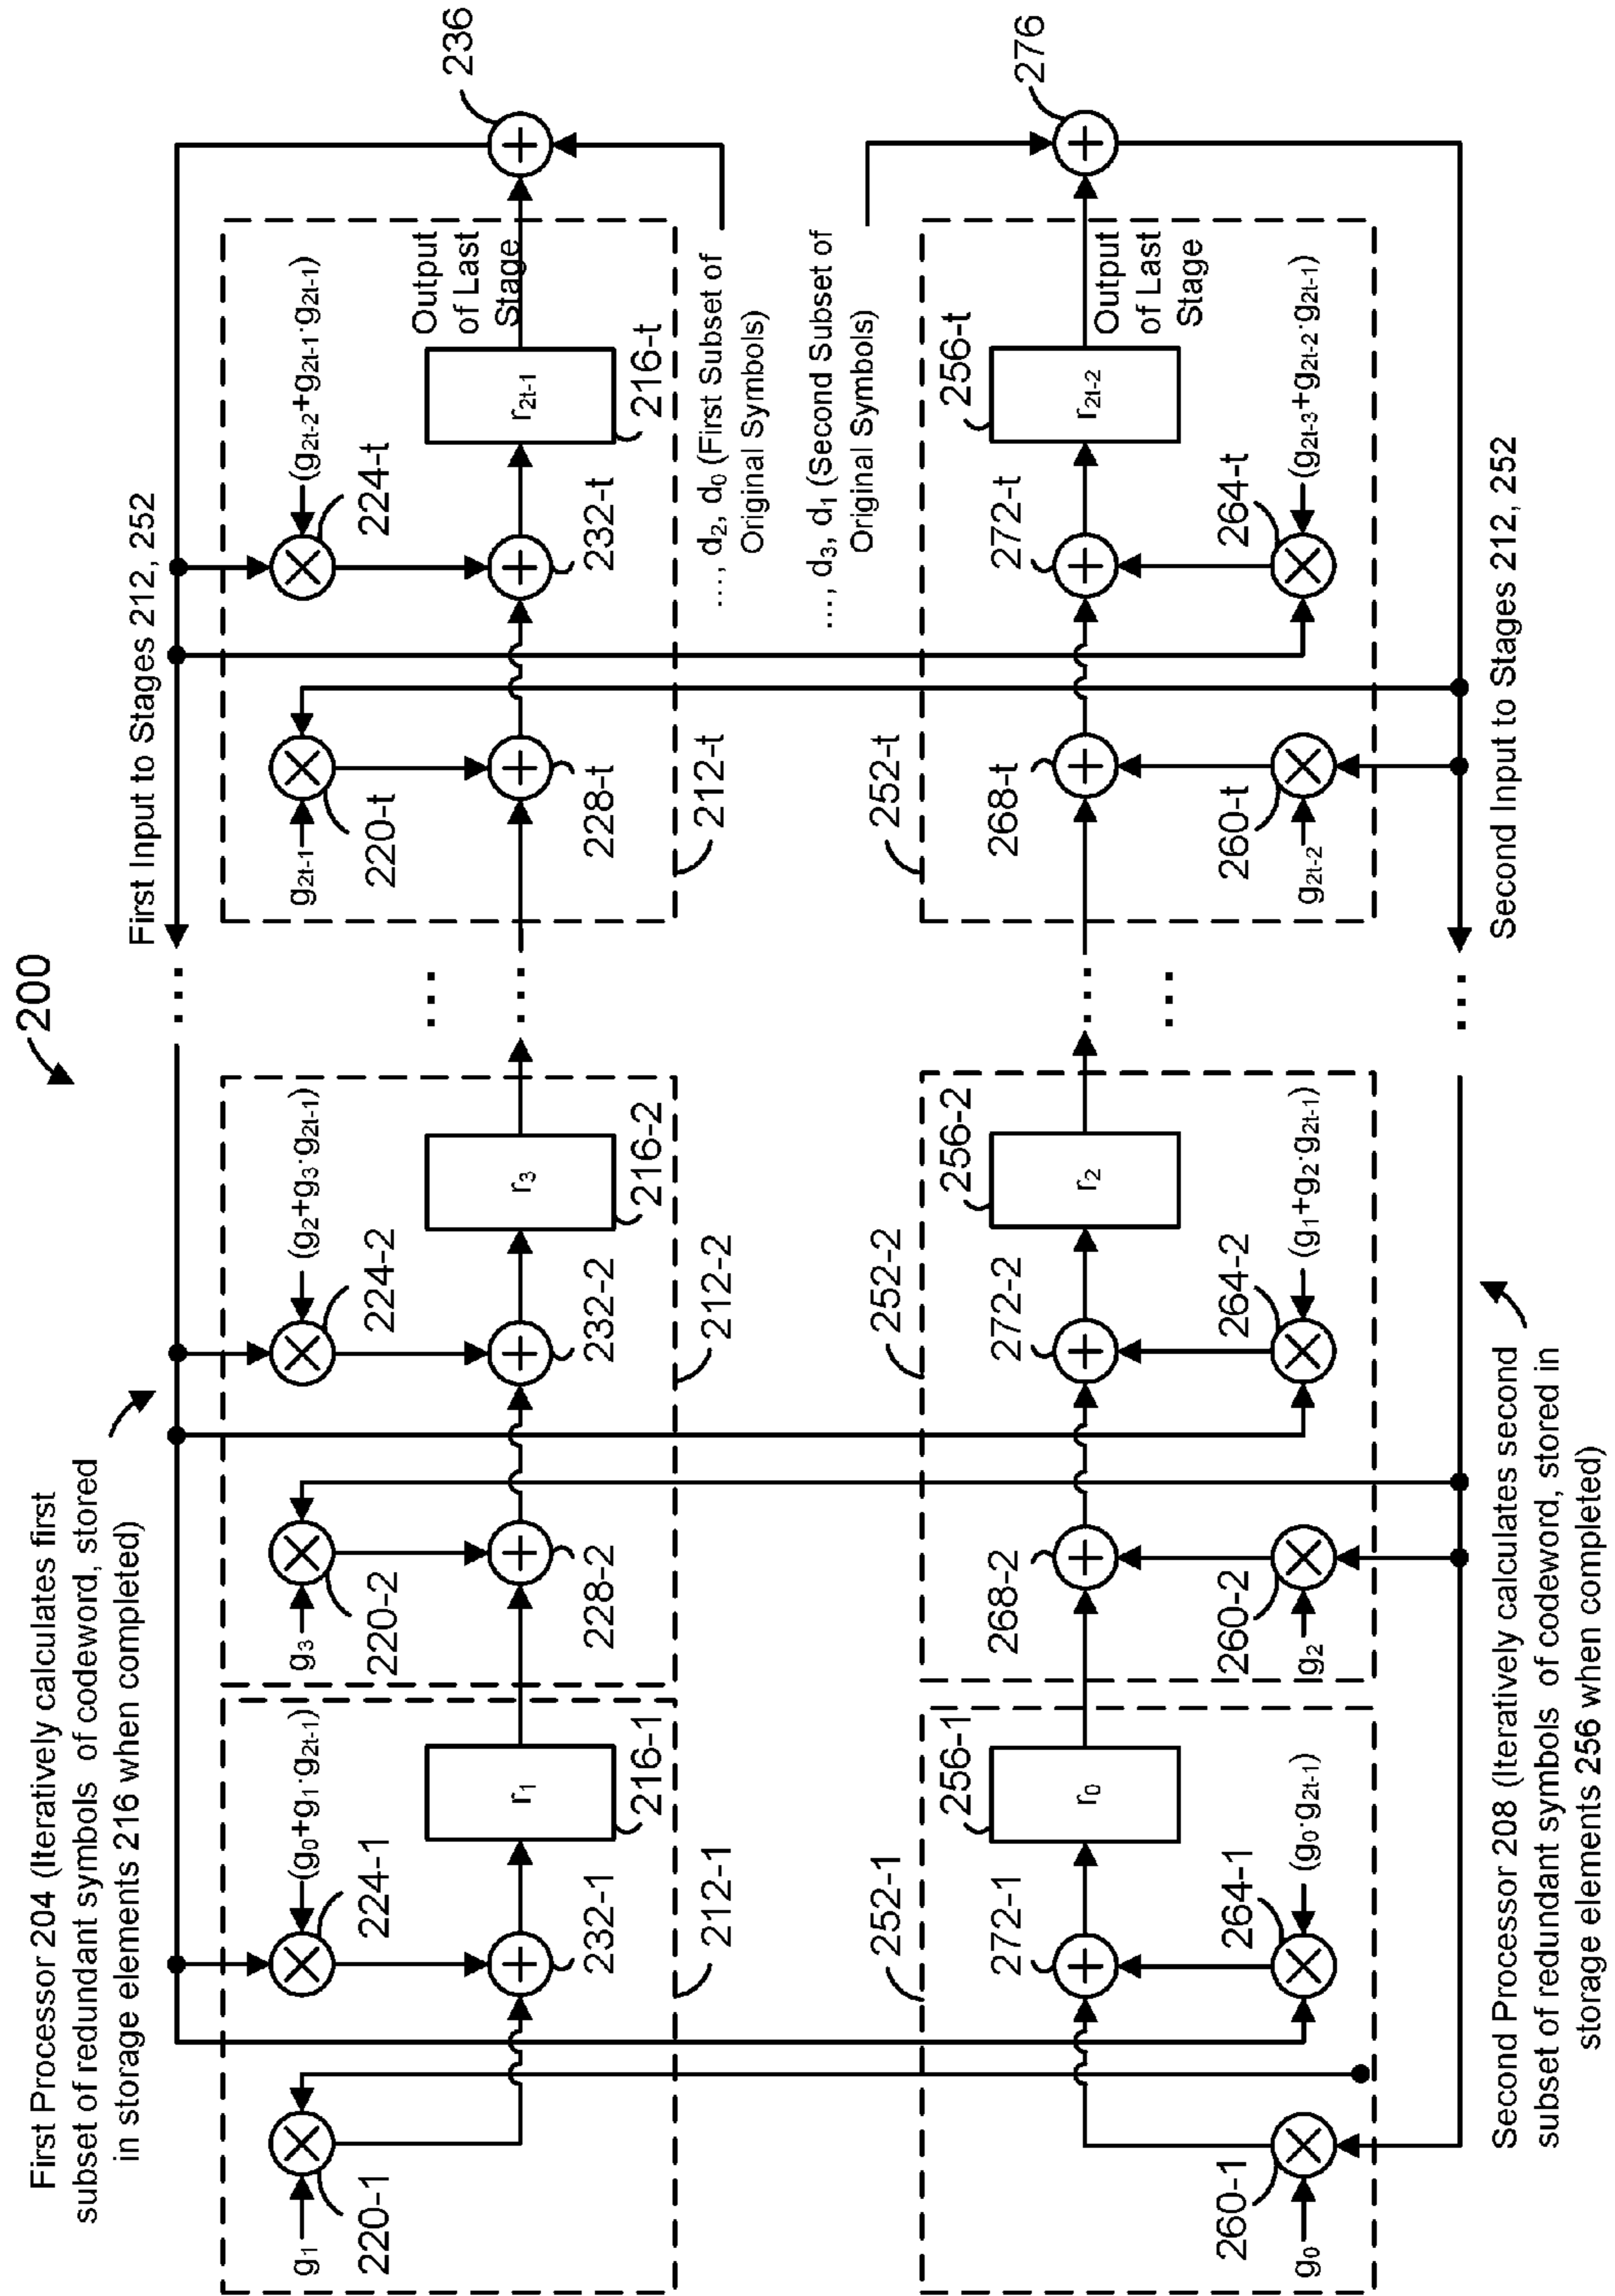 200
First Processor 204 (Iteratively calculates first
subset of redundant symbols of codeword, stored
in storage elements 216 when completed)
First Input to Stages 212, 252
g₁
220-1
(g₀+g₁·g₂ₜ₋₁)
224-1
232-1
r₁
216-1
212-1
g₃
220-2
228-2
(g₂+g₃·g₂ₜ₋₁)
224-2
232-2
r₃
216-2
212-2
...
...
...
g₂ₜ₋₁
220-t
228-t
(g₂ₜ₋₂+g₂ₜ₋₁·g₂ₜ₋₁)
224-t
232-t
r₂ₜ₋₁
216-t
212-t
Output
of Last
Stage
236
..., d₂, d₀ (First Subset of
Original Symbols)
..., d₃, d₁ (Second Subset of
Original Symbols)
252-1
272-1
256-1
r₀
260-1
g₀
264-1
(g₀·g₂ₜ₋₁)
252-2
268-2
272-2
256-2
r₂
260-2
g₂
264-2
(g₁+g₂·g₂ₜ₋₁)
...
...
...
252-t
268-t
272-t
256-t
r₂ₜ₋₂
260-t
g₂ₜ₋₂
264-t
(g₂ₜ₋₃+g₂ₜ₋₂·g₂ₜ₋₁)
Output
of Last
Stage
276
Second Input to Stages 212, 252
Second Processor 208 (Iteratively calculates second
subset of redundant symbols of codeword, stored in
storage elements 256 when completed)